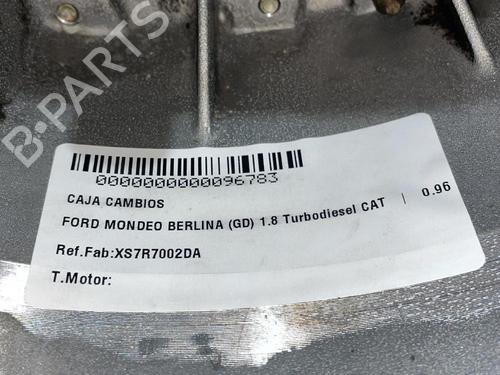 B-PARTS
0000000000096783
CAJA CAMBIOS
FORD MONDEO BERLINA (GD) 1.8 Turbodiesel CAT | 0.96
Ref.Fab:XS7R7002DA
T.Motor: